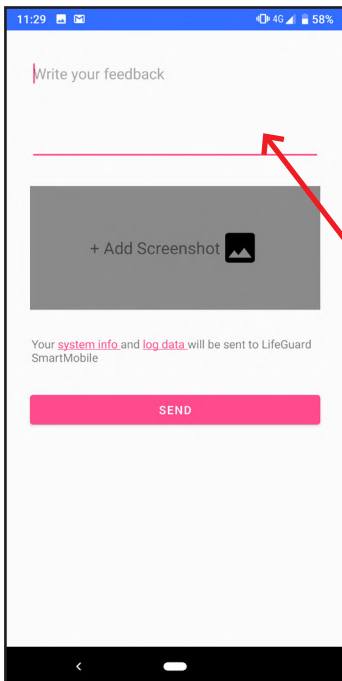 11:29 4G 58%
Write your feedback
+ Add Screenshot
Your system info and log data will be sent to LifeGuard
SmartMobile
SEND